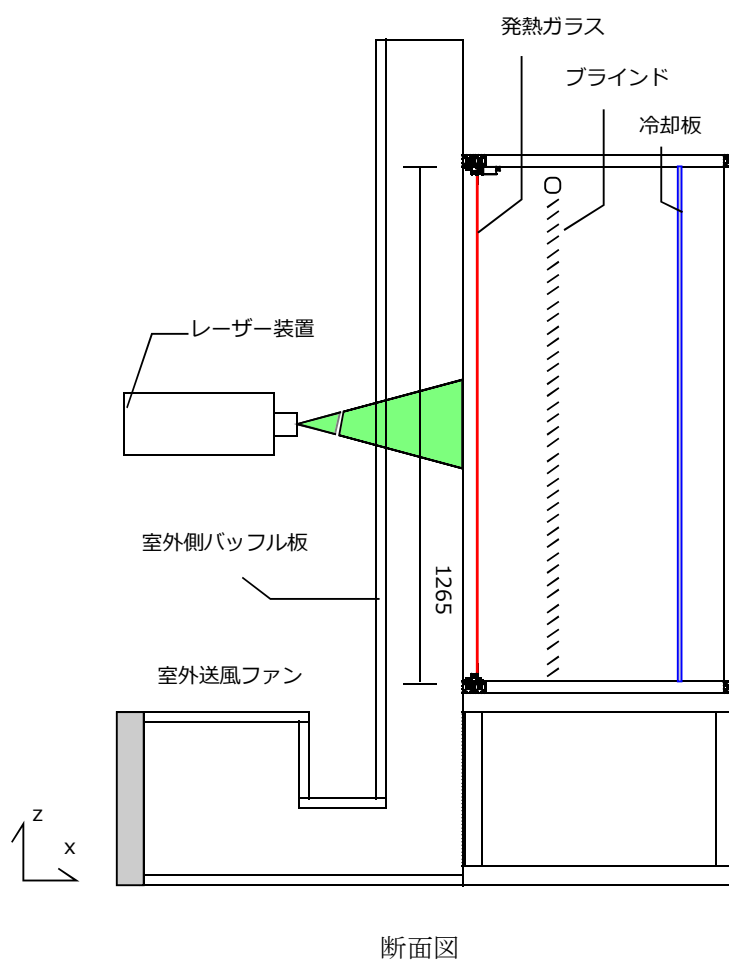 発熱ガラス
ブラインド
冷却板
レーザー装置
室外側バッフル板
1265
室外送風ファン
z
x
断面図